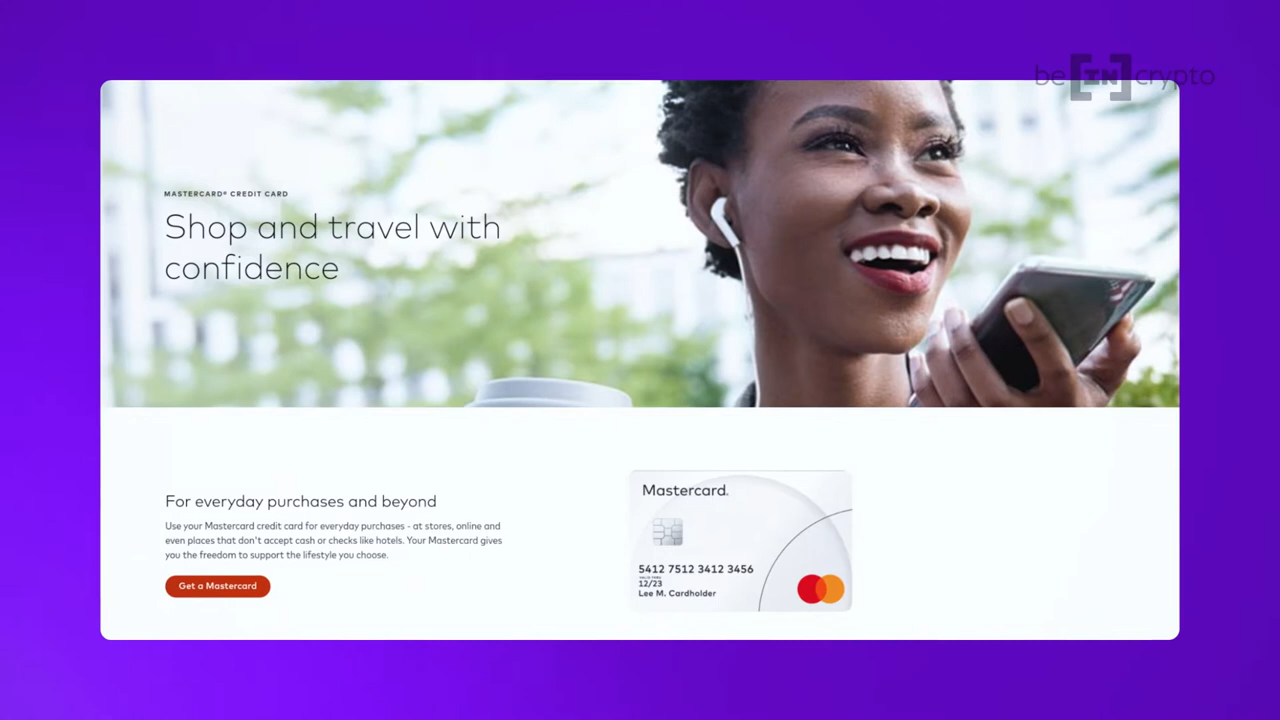 be[IN]crypto
MASTERCARD® CREDIT CARD
Shop and travel with
confidence
For everyday purchases and beyond
Use your Mastercard credit card for everyday purchases - at stores, online and
even places that don't accept cash or checks like hotels. Your Mastercard gives
you the freedom to support the lifestyle you choose.
Get a Mastercard
Mastercard.
5412 7512 3412 3456
VALID THRU
12/23
Lee M. Cardholder